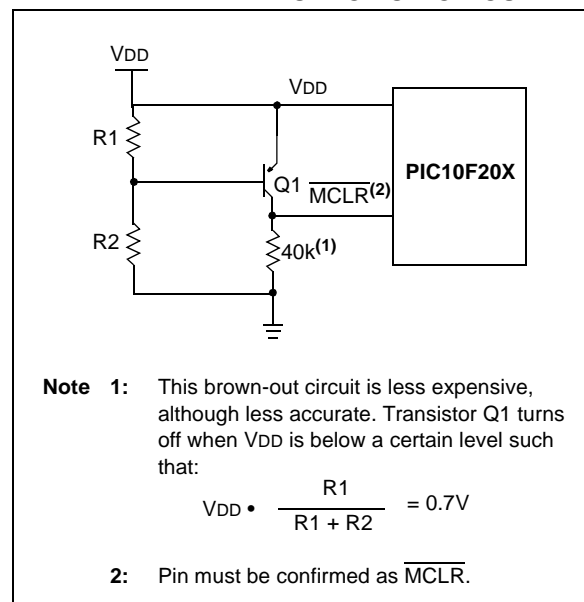 VDD
VDD
R1
PIC10F20X
Q1
MCLR(2)
R2
40k(1)
Note 1: This brown-out circuit is less expensive,
although less accurate. Transistor Q1 turns
off when VDD is below a certain level such
that:
VDD • R1 / R1 + R2 = 0.7V
2: Pin must be confirmed as MCLR.